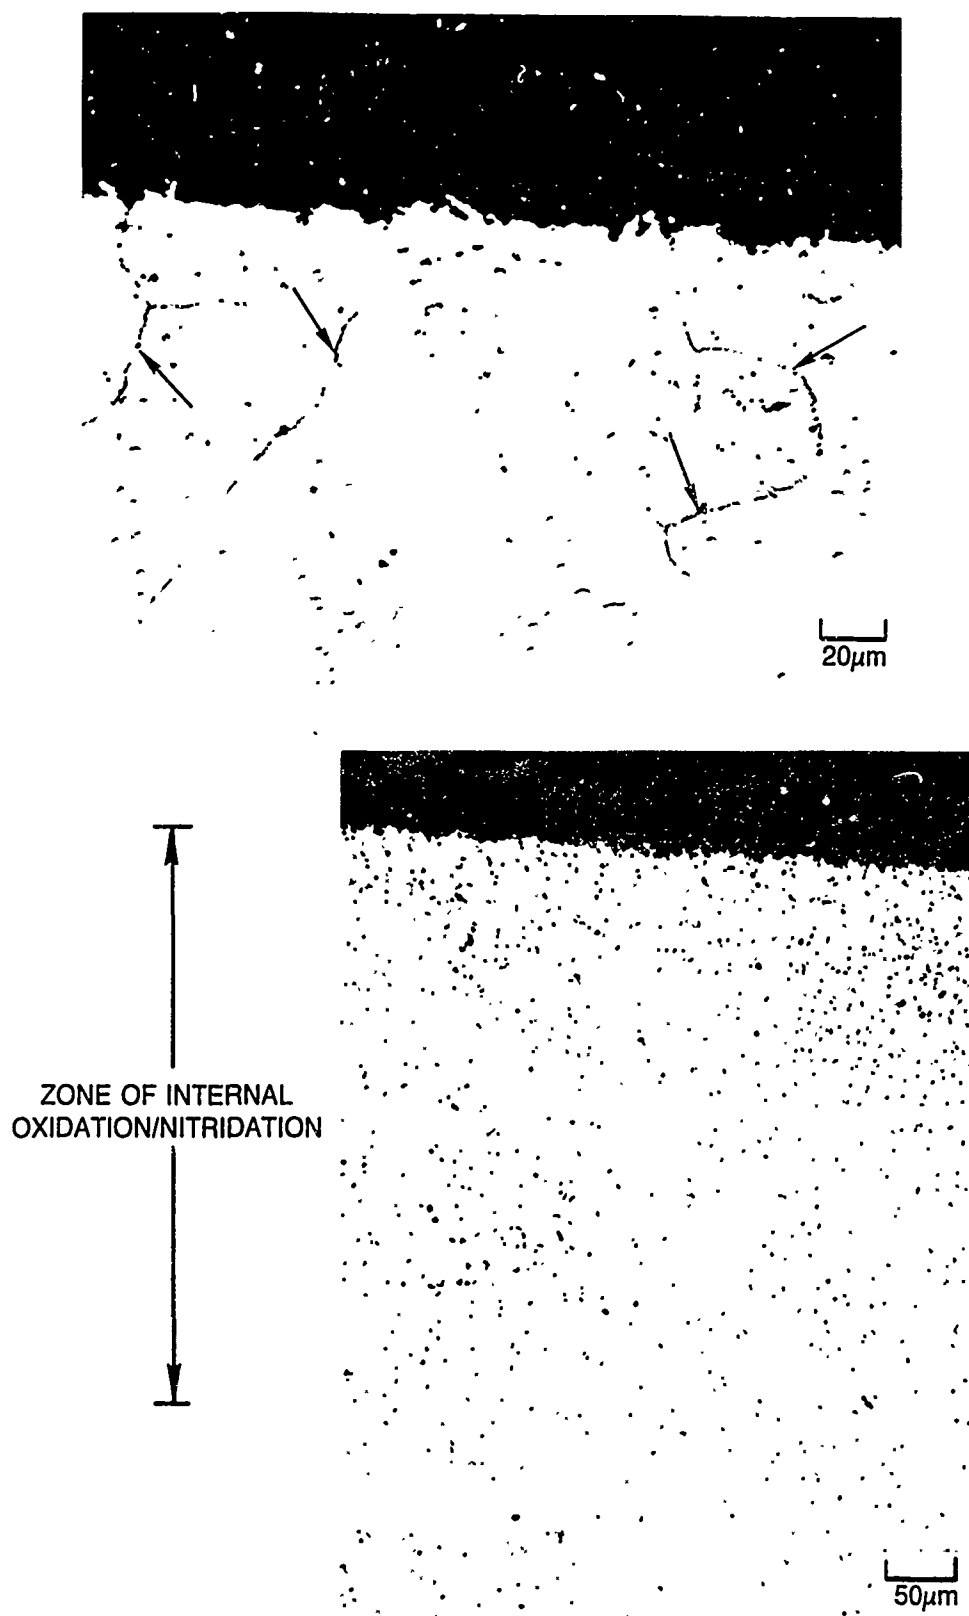 20μm
ZONE OF INTERNAL
OXIDATION/NITRIDATION
50μm